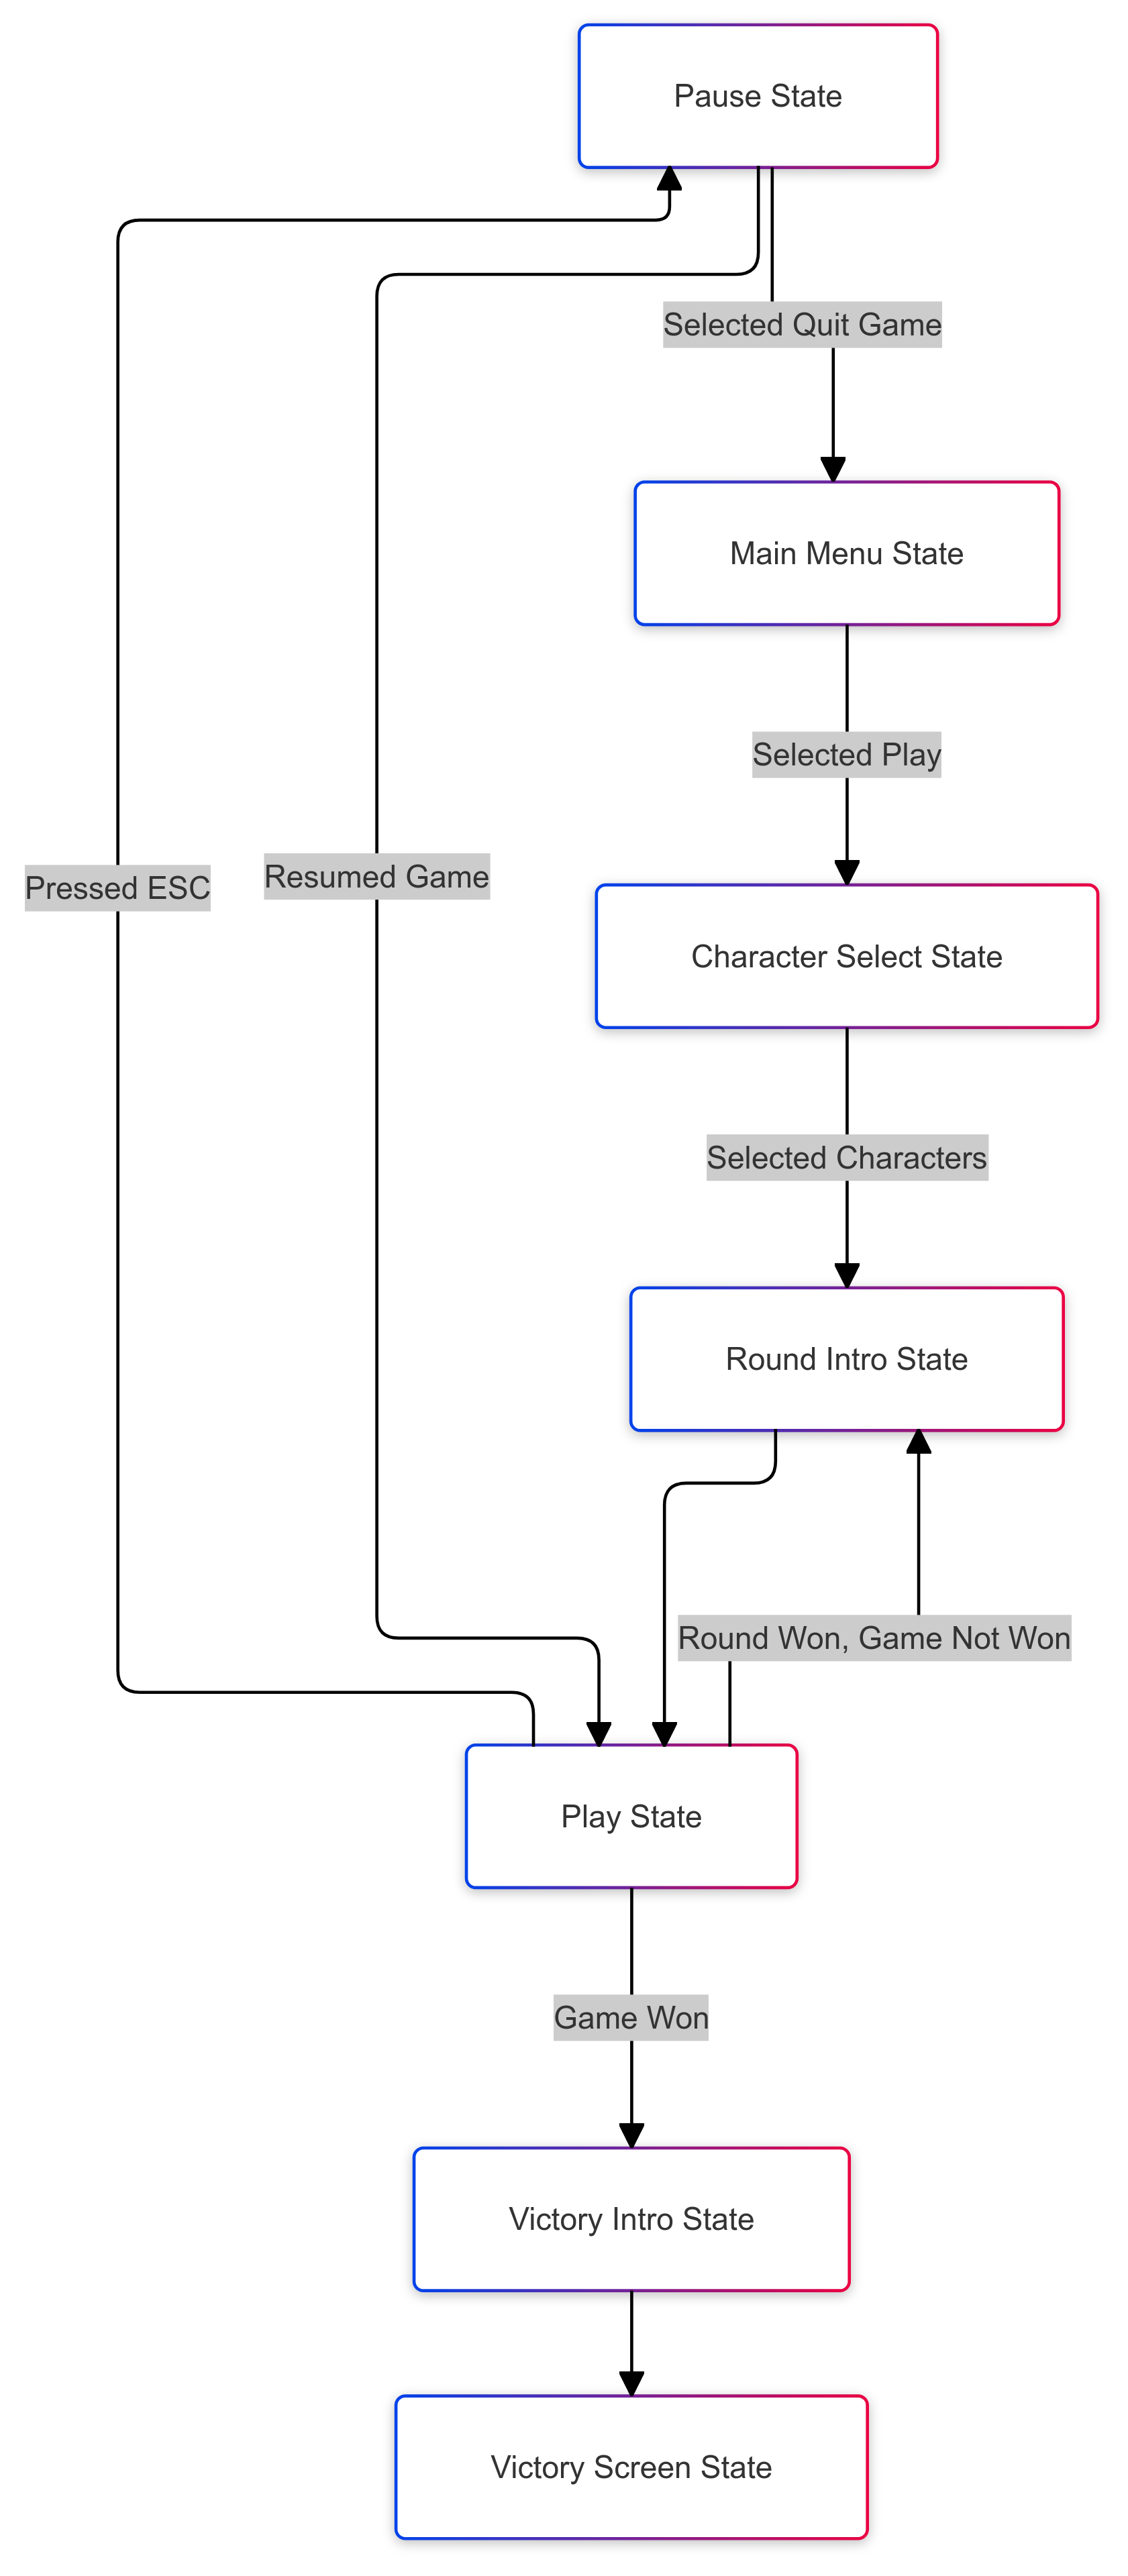 Pause State
Selected Quit Game
Main Menu State
Selected Play
Pressed ESC
Resumed Game
Character Select State
Selected Characters
Round Intro State
Round Won, Game Not Won
Play State
Game Won
Victory Intro State
Victory Screen State